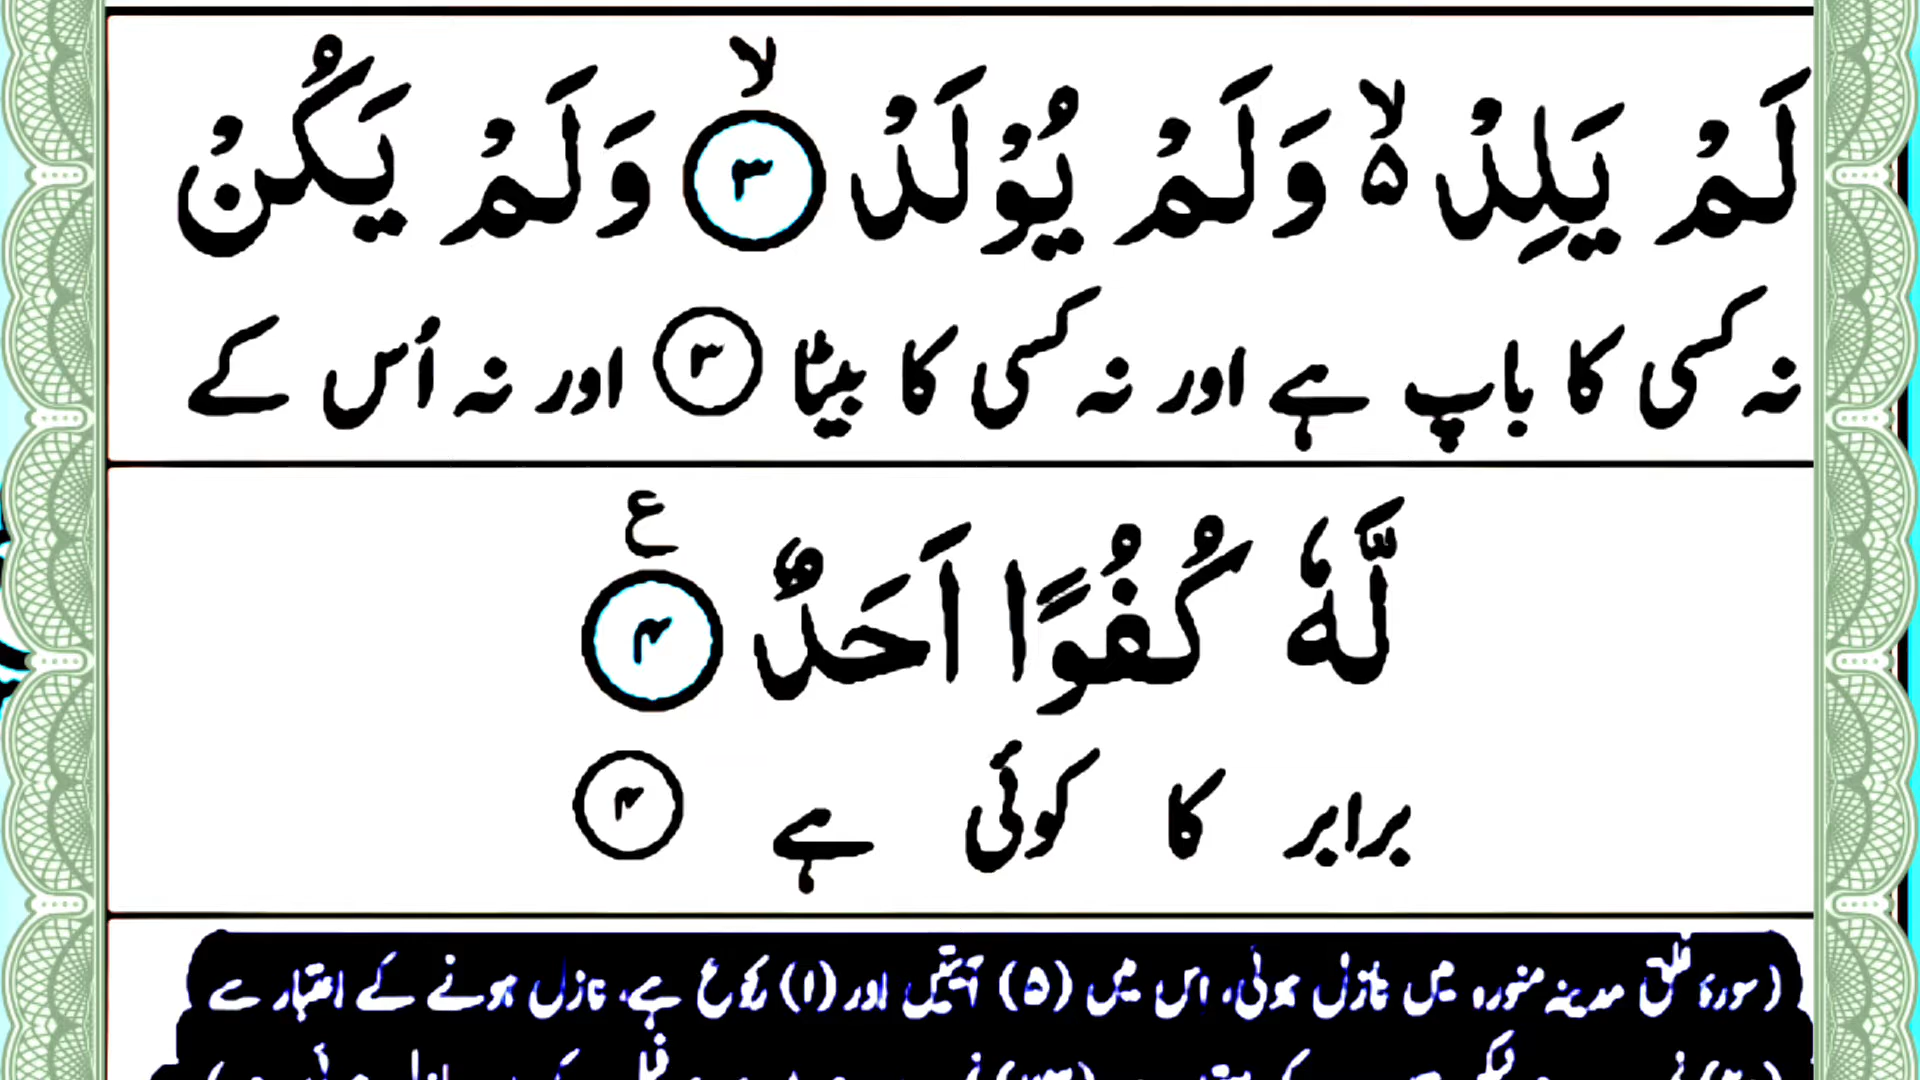 لَمْ يَلِدْ ۙ۵ وَلَمْ يُوْلَدْ ۙ﴿۳﴾ وَلَمْ يَكُنْ
نہ کسی کا باپ ہے اور نہ کسی کا بیٹا ﴿۳﴾ اور نہ اُس کے
لَّهٗ كُفُوًا اَحَدٌ ﴿۴﴾ ع
برابر کا کوئی ہے ﴿۴﴾
(سورۂ فلق مدینہ منورہ میں نازل ہوئی، اس میں (۵) آیتیں اور (۱) رکوع ہے، نازل ہونے کے اعتبار سے